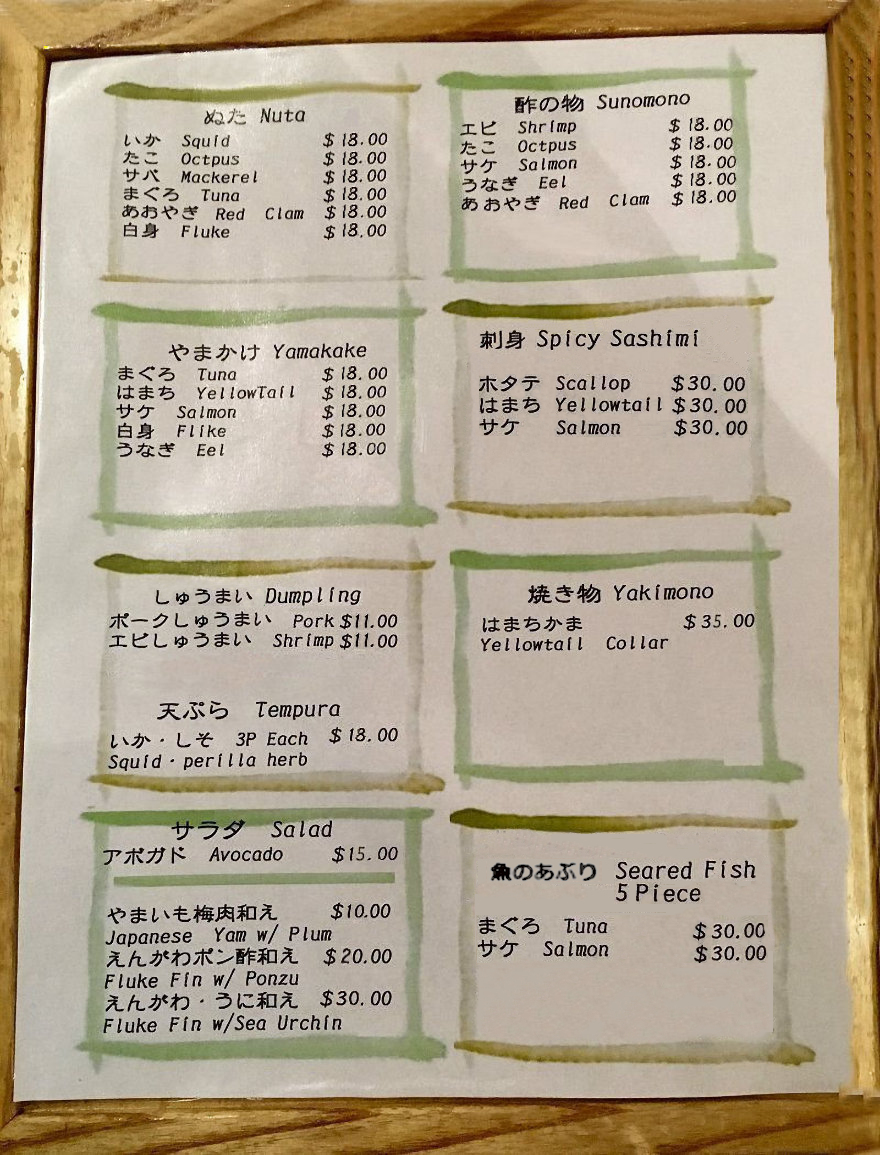 ぬた Nuta
いか Squid $18.00
たこ Octpus $18.00
サバ Mackerel $18.00
まぐろ Tuna $18.00
あおやぎ Red Clam $18.00
白身 Fluke $18.00
酢の物 Sunomono
エビ Shrimp $18.00
たこ Octpus $18.00
サケ Salmon $18.00
うなぎ Eel $18.00
あおやぎ Red Clam $18.00
やまかけ Yamakake
まぐろ Tuna $18.00
はまち YellowTail $18.00
サケ Salmon $18.00
白身 Flike $18.00
うなぎ Eel $18.00
刺身 Spicy Sashimi
ホタテ Scallop $30.00
はまち Yellowtail $30.00
サケ Salmon $30.00
しゅうまい Dumpling
ポークしゅうまい Pork $11.00
エビしゅうまい Shrimp $11.00
天ぷら Tempura
いか・しそ 3P Each $18.00
Squid・perilla herb
焼き物 Yakimono
はまちかま $35.00
Yellowtail Collar
サラダ Salad
アボガド Avocado $15.00
やまいも梅肉和え $10.00
Japanese Yam w/ Plum
えんがわポン酢和え $20.00
Fluke Fin w/ Ponzu
えんがわ・うに和え $30.00
Fluke Fin w/Sea Urchin
魚のあぶり Seared Fish
5 Piece
まぐろ Tuna $30.00
サケ Salmon $30.00